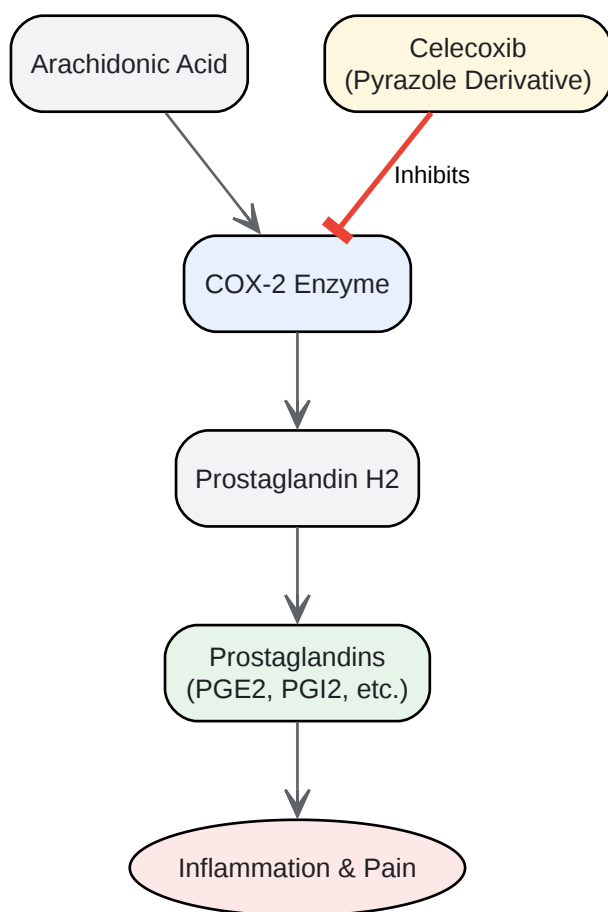 Arachidonic Acid
Celecoxib
(Pyrazole Derivative)
Inhibits
COX-2 Enzyme
Prostaglandin H2
Prostaglandins
(PGE2, PGI2, etc.)
Inflammation & Pain